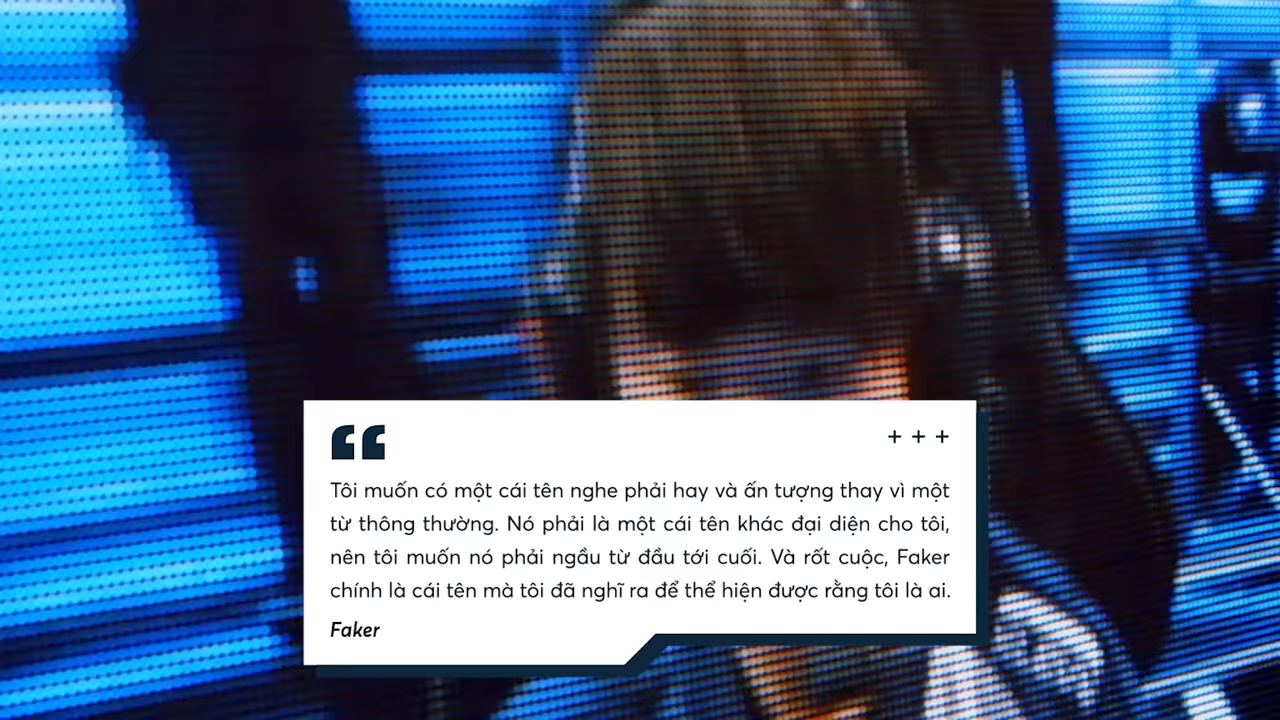 Tôi muốn có một cái tên nghe phải hay và ấn tượng thay vì một
từ thông thường. Nó phải là một cái tên khác đại diện cho tôi,
nên tôi muốn nó phải ngầu từ đầu tới cuối. Và rốt cuộc, Faker
chính là cái tên mà tôi đã nghĩ ra để thể hiện được rằng tôi là ai.
Faker